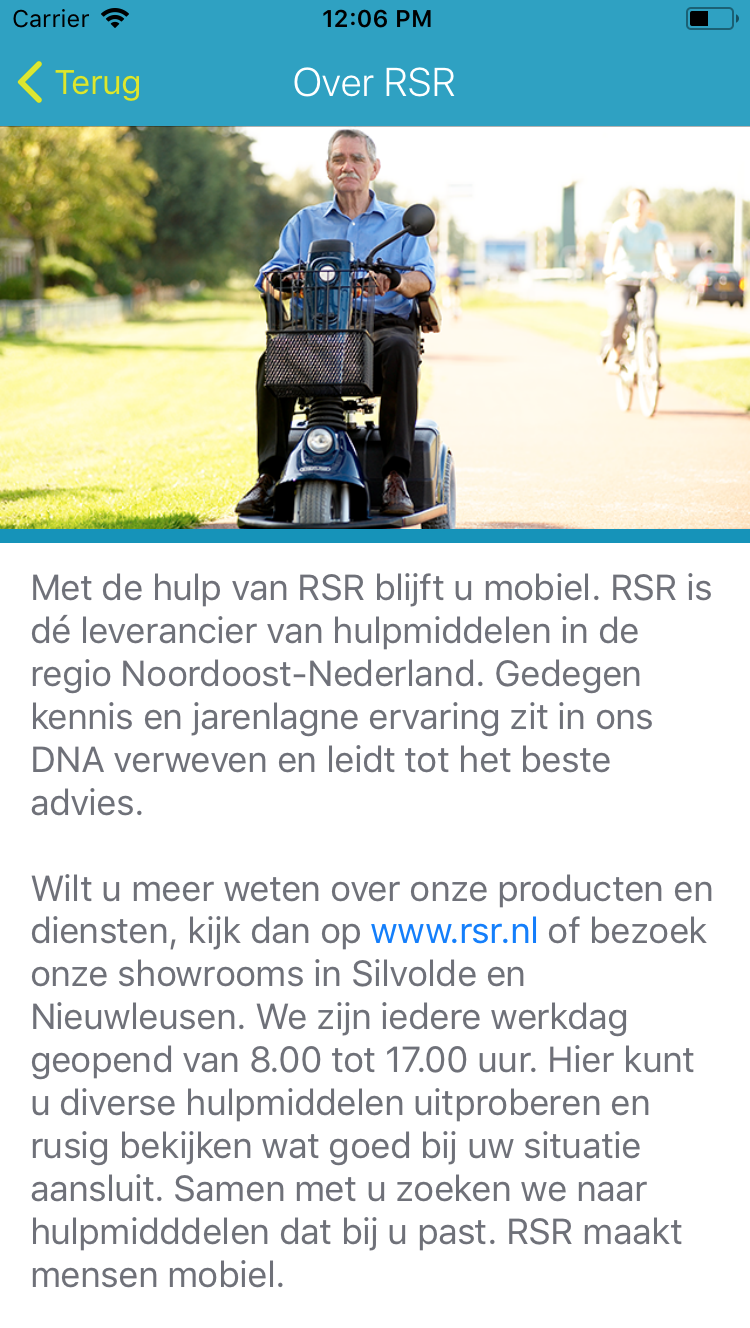 Carrier 12:06 PM
Terug Over RSR
Met de hulp van RSR blijft u mobiel. RSR is
dé leverancier van hulpmiddelen in de
regio Noordoost-Nederland. Gedegen
kennis en jarenlagne ervaring zit in ons
DNA verweven en leidt tot het beste
advies.
Wilt u meer weten over onze producten en
diensten, kijk dan op www.rsr.nl of bezoek
onze showrooms in Silvolde en
Nieuwleusen. We zijn iedere werkdag
geopend van 8.00 tot 17.00 uur. Hier kunt
u diverse hulpmiddelen uitproberen en
rusig bekijken wat goed bij uw situatie
aansluit. Samen met u zoeken we naar
hulpmidddelen dat bij u past. RSR maakt
mensen mobiel.